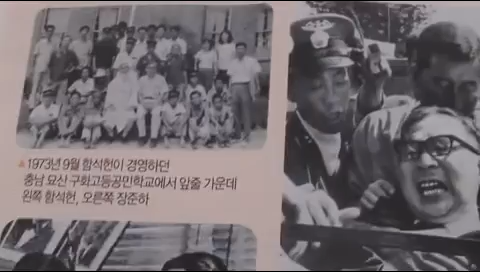 ▲1973년 9월 함석헌이 경영하던
충남 묘산 구화고등공민학교에서 앞줄 가운데
왼쪽 함석헌, 오른쪽 장준하